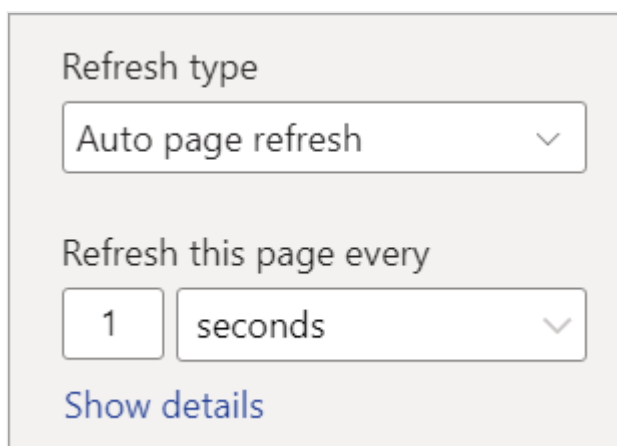 Refresh type
Auto page refresh
Refresh this page every
1 seconds
Show details